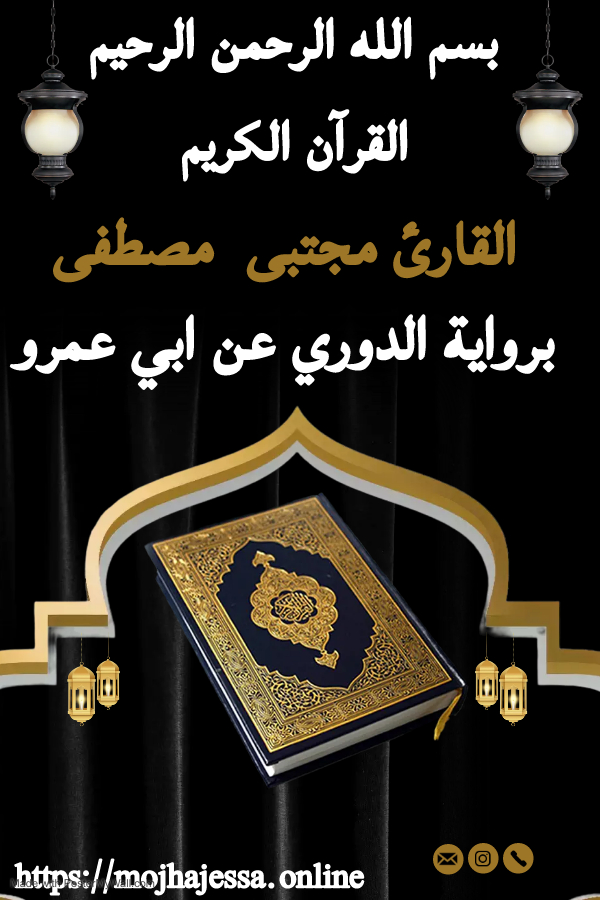 بسم الله الرحمن الرحيم
القرآن الكريم
القارئ مجتبى مصطفى
برواية الدوري عن ابي عمرو
https://mojhajessa.online